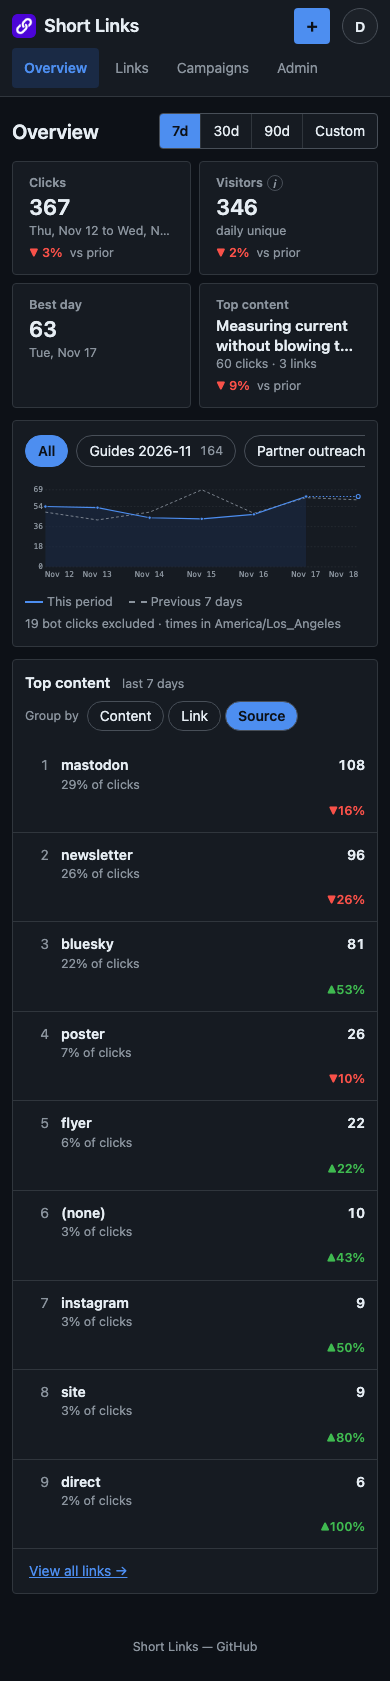 Short Links
+
D
Overview Links Campaigns Admin
Overview
7d 30d 90d Custom
Clicks
367
Thu, Nov 12 to Wed, N...
▼ 3% vs prior
Visitors i
346
daily unique
▼ 2% vs prior
Best day
63
Tue, Nov 17
Top content
Measuring current
without blowing t...
60 clicks · 3 links
▼ 9% vs prior
All Guides 2026-11 164 Partner outreach
69
54
36
18
0
Nov 12 Nov 13 Nov 14 Nov 15 Nov 16 Nov 17 Nov 18
This period Previous 7 days
19 bot clicks excluded · times in America/Los_Angeles
Top content last 7 days
Group by Content Link Source
1 mastodon 108
29% of clicks
▼16%
2 newsletter 96
26% of clicks
▼26%
3 bluesky 81
22% of clicks
▲53%
4 poster 26
7% of clicks
▼10%
5 flyer 22
6% of clicks
▲22%
6 (none) 10
3% of clicks
▲43%
7 instagram 9
3% of clicks
▲50%
8 site 9
3% of clicks
▲80%
9 direct 6
2% of clicks
▲100%
View all links →
Short Links — GitHub